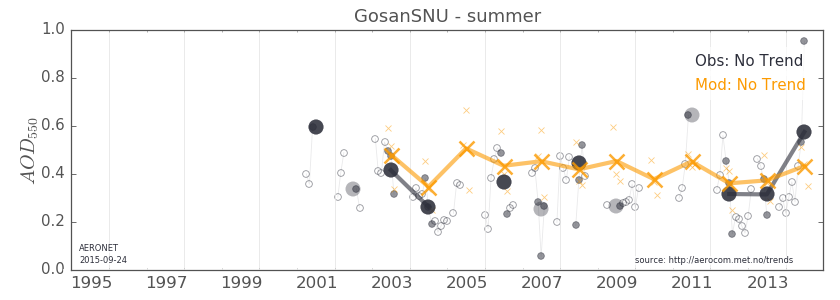 GosanSNU - summer
1.0
0.8
0.6
0.4
0.2
0.0
AOD550
Obs: No Trend
Mod: No Trend
AERONET
2015-09-24
source: http://aerocom.met.no/trends
1995 1997 1999 2001 2003 2005 2007 2009 2011 2013